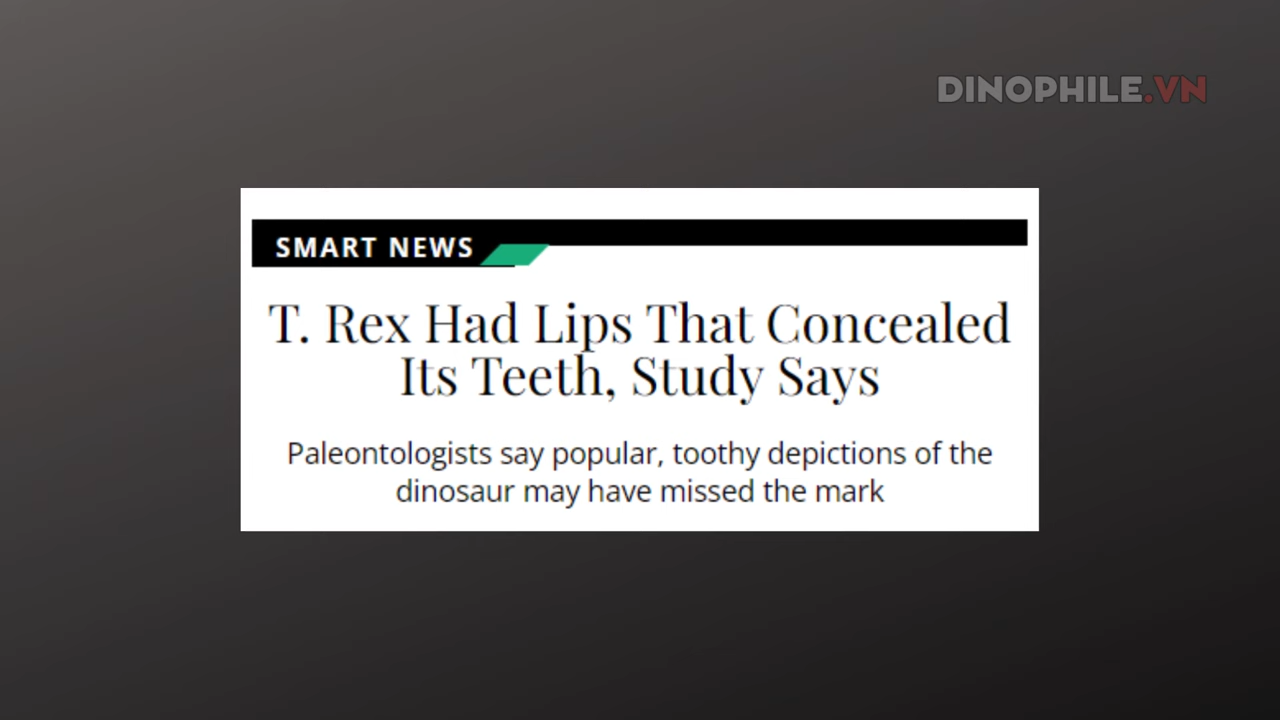 DINOPHILE.VN
SMART NEWS
T. Rex Had Lips That Concealed
Its Teeth, Study Says
Paleontologists say popular, toothy depictions of the
dinosaur may have missed the mark